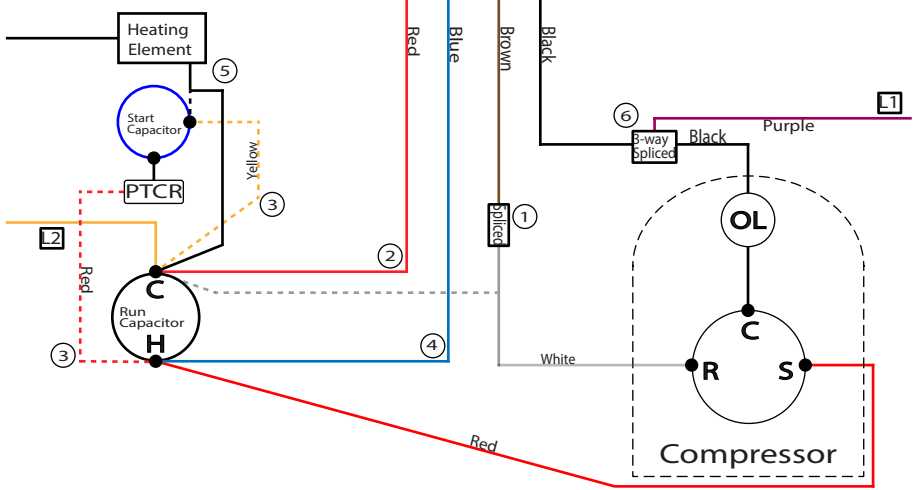 Heating
Element
Red
Blue
Brown
Black
5
L1
6
Purple
Start
Capacitor
3-way
Spliced
Black
Yellow
PTCR
3
Spliced
1
OL
L2
2
Red
C
Run
Capacitor
H
C
4
3
White
R
S
Red
Compressor